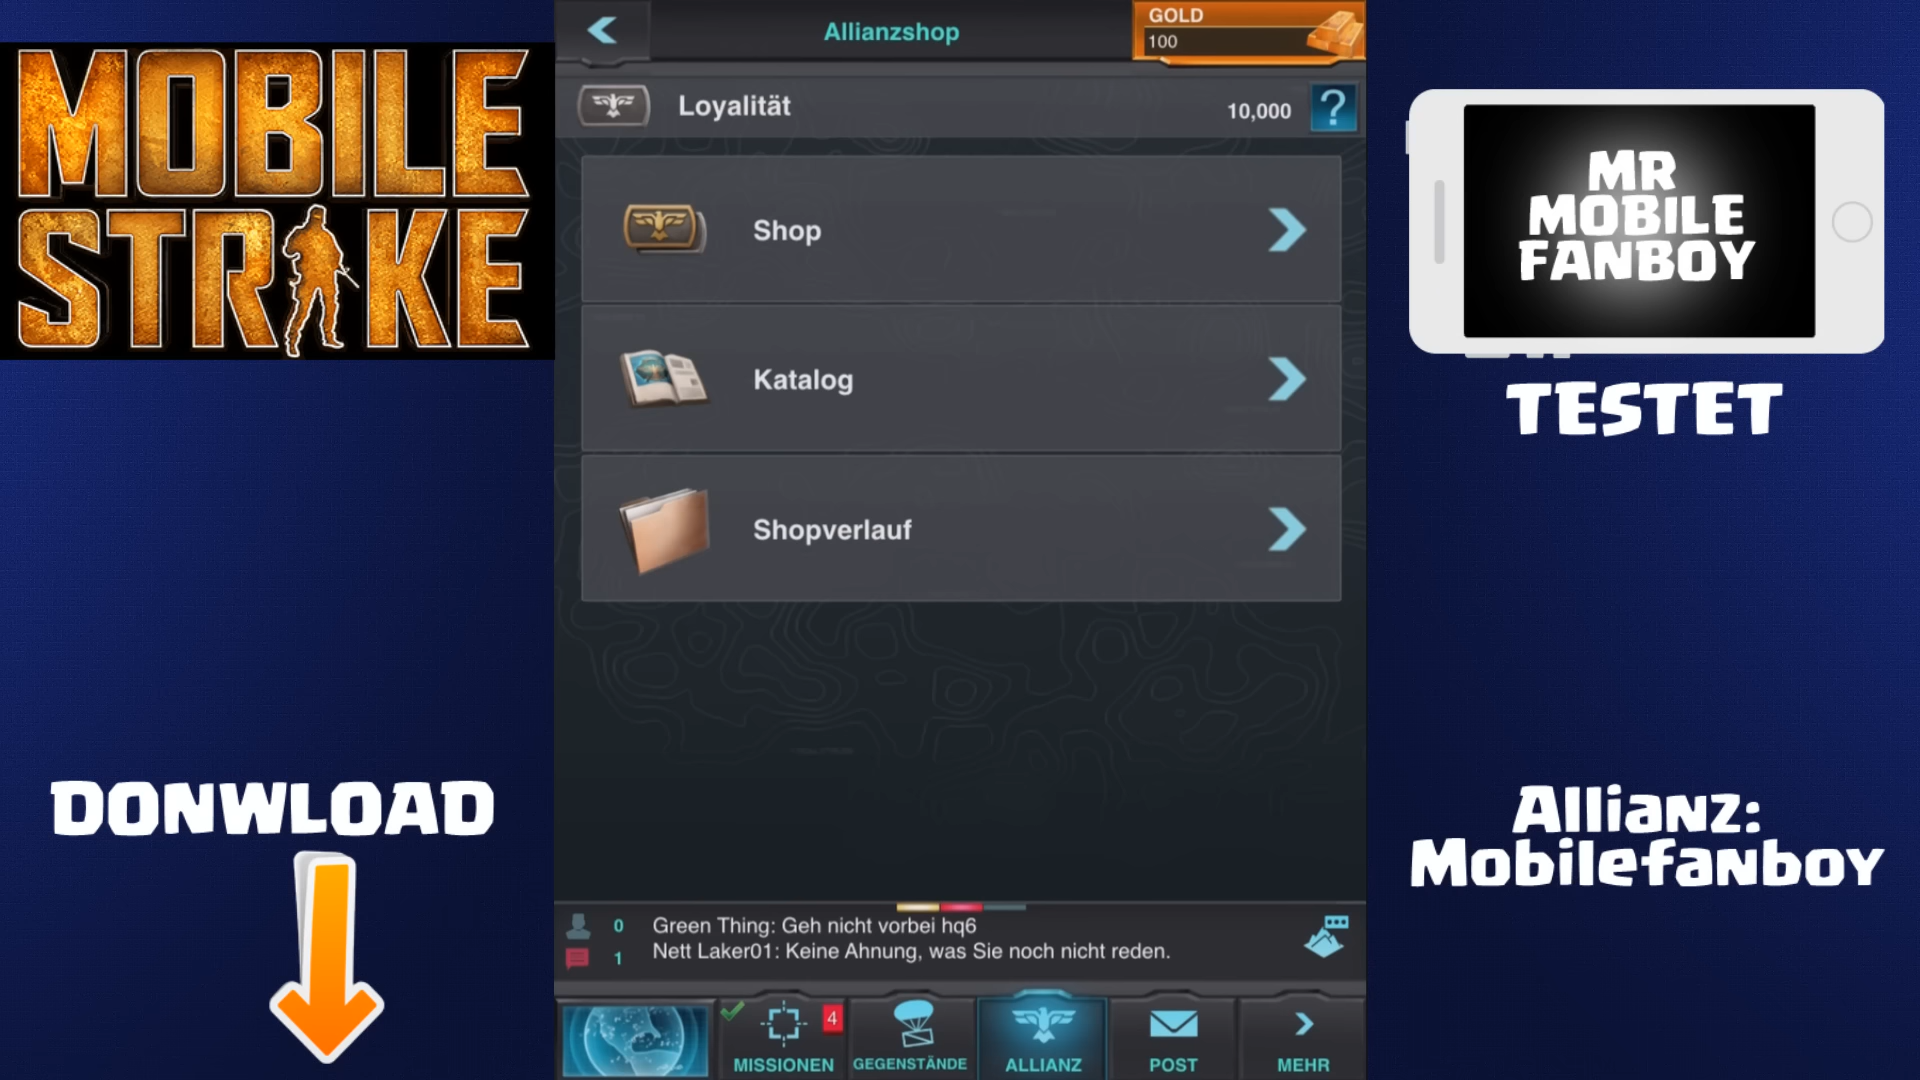 MOBILE
STRIKE
DONWLOAD
Allianzshop
GOLD
100
Loyalität
10,000
?
Shop
Katalog
Shopverlauf
0
Green Thing: Geh nicht vorbei hq6
1
Nett Laker01: Keine Ahnung, was Sie noch nicht reden.
4
MISSIONEN
GEGENSTÄNDE
ALLIANZ
POST
MEHR
MR
MOBILE
FANBOY
TESTET
Allianz:
Mobilefanboy